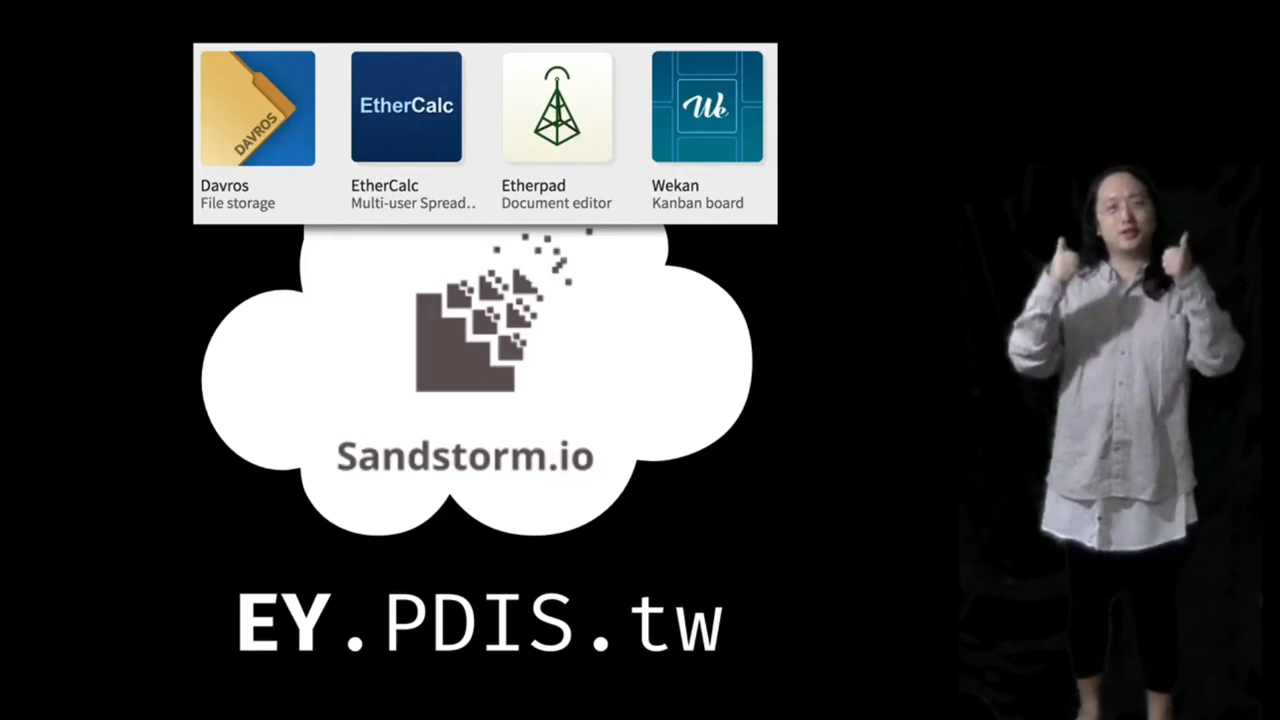 DAVROS
EtherCalc
We
Davros
EtherCalc
Etherpad
Wekan
File storage
Multi-user Spread..
Document editor
Kanban board
Sandstorm.io
EY.PDIS.tw